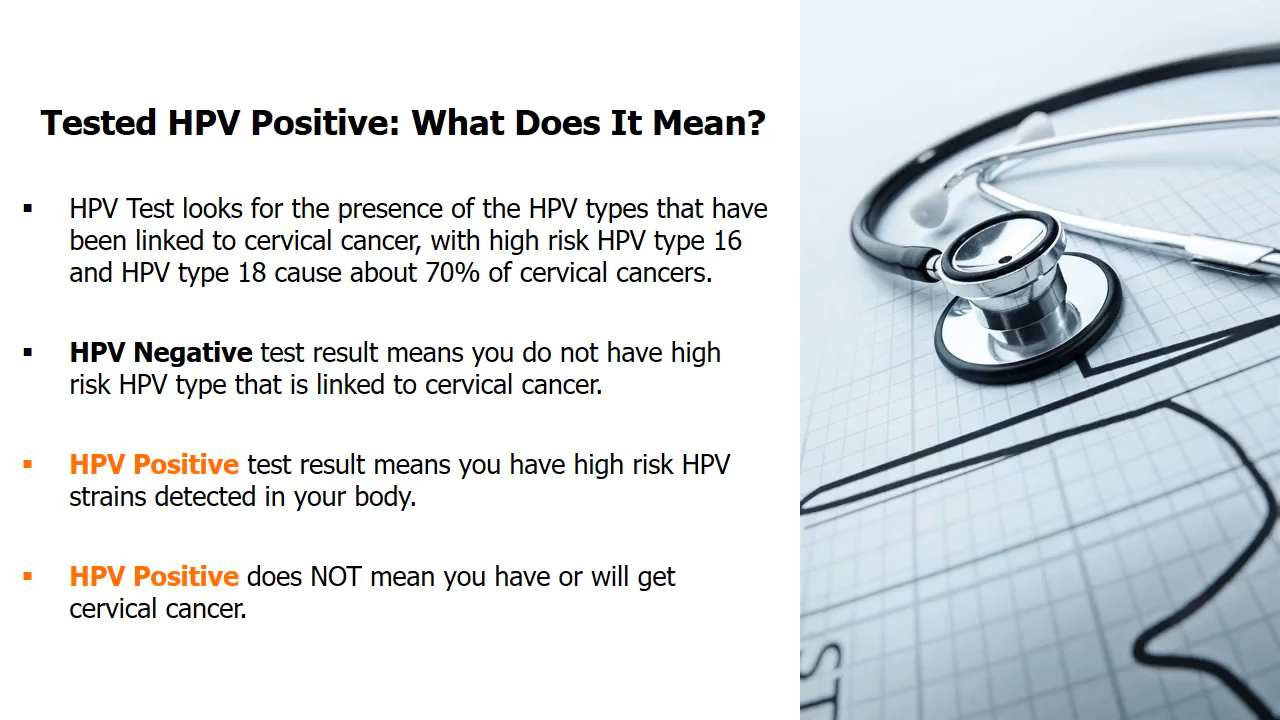 Tested HPV Positive: What Does It Mean?
▪ HPV Test looks for the presence of the HPV types that have
been linked to cervical cancer, with high risk HPV type 16
and HPV type 18 cause about 70% of cervical cancers.
▪ HPV Negative test result means you do not have high
risk HPV type that is linked to cervical cancer.
▪ HPV Positive test result means you have high risk HPV
strains detected in your body.
▪ HPV Positive does NOT mean you have or will get
cervical cancer.
ST